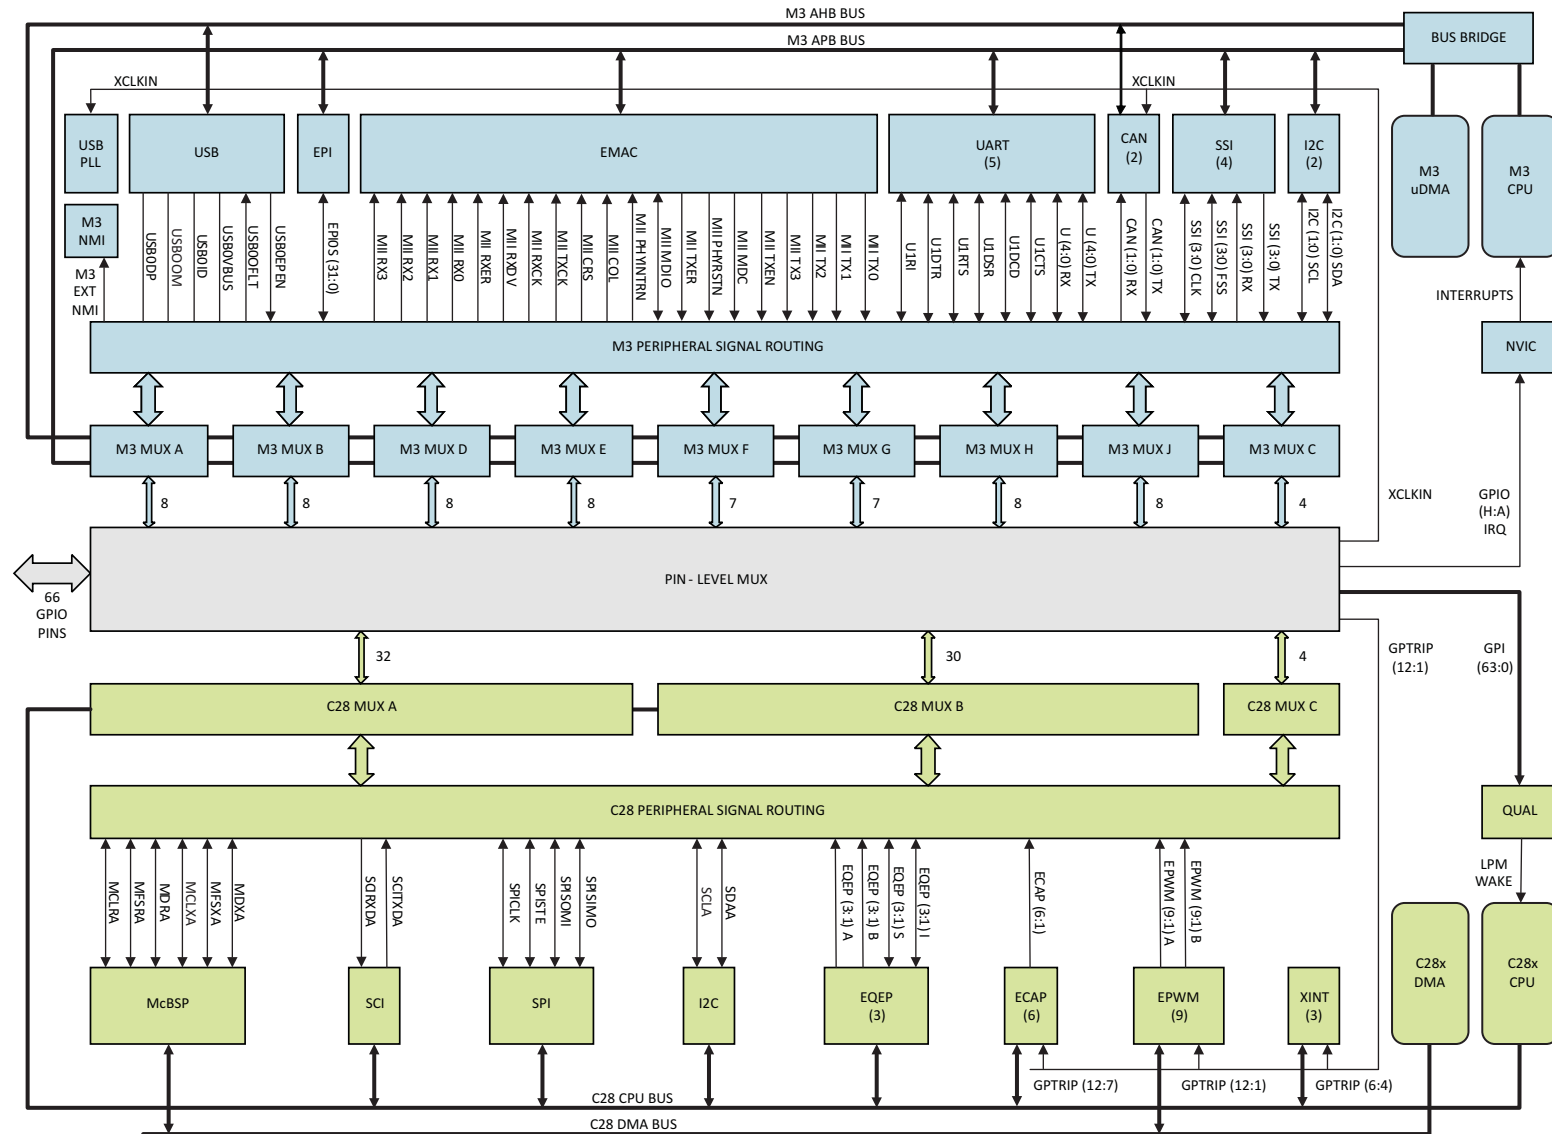 M3 AHB BUS
M3 APB BUS
BUS BRIDGE
XCLKIN
XCLKIN
USB
PLL
USB
EPI
EMAC
UART
(5)
CAN
(2)
SSI
(4)
I2C
(2)
M3
uDMA
M3
CPU
M3
NMI
M3
EXT
NMI
USB0DP
USBOOM
USB0ID
USB0VBUS
USBOOFLT
USB0EPEN
EPIOS (31:0)
MII RX3
MII RX2
MII RX1
MII RX0
MII RXER
MII RXDV
MII RXCK
MII TXCK
MII CRS
MII COL
MII PHYINTRN
MII MDIO
MII TXER
MII PHYRSTN
MII MDC
MII TXEN
MII TX3
MII TX2
MII TX1
MII TX0
U1RI
U1DTR
U1RTS
U1DSR
U1DCD
U1CTS
U (4:0) RX
U (4:0) TX
CAN (1:0) RX
CAN (1:0) TX
SSI (3:0) CLK
SSI (3:0) FSS
SSI (3:0) RX
SSI (3:0) TX
I2C (1:0) SCL
I2C (1:0) SDA
INTERRUPTS
M3 PERIPHERAL SIGNAL ROUTING
NVIC
M3 MUX A
M3 MUX B
M3 MUX D
M3 MUX E
M3 MUX F
M3 MUX G
M3 MUX H
M3 MUX J
M3 MUX C
8
8
8
8
7
7
8
8
4
XCLKIN
GPIO
(H:A)
IRQ
PIN - LEVEL MUX
66
GPIO
PINS
32
30
4
GPTRIP
(12:1)
GPI
(63:0)
C28 MUX A
C28 MUX B
C28 MUX C
C28 PERIPHERAL SIGNAL ROUTING
QUAL
LPM
WAKE
MCLRA
MFSRA
MDRA
MCLXA
MFSXA
MDXA
SCIRXDA
SCITXDA
SPICLK
SPISTE
SPISOMI
SPISIMO
SCLA
SDAA
EQEP (3:1) A
EQEP (3:1) B
EQEP (3:1) S
EQEP (3:1) I
ECAP (6:1)
EPWM (9:1) A
EPWM (9:1) B
McBSP
SCI
SPI
I2C
EQEP
(3)
ECAP
(6)
EPWM
(9)
XINT
(3)
C28x
DMA
C28x
CPU
GPTRIP (12:7)
GPTRIP (12:1)
GPTRIP (6:4)
C28 CPU BUS
C28 DMA BUS